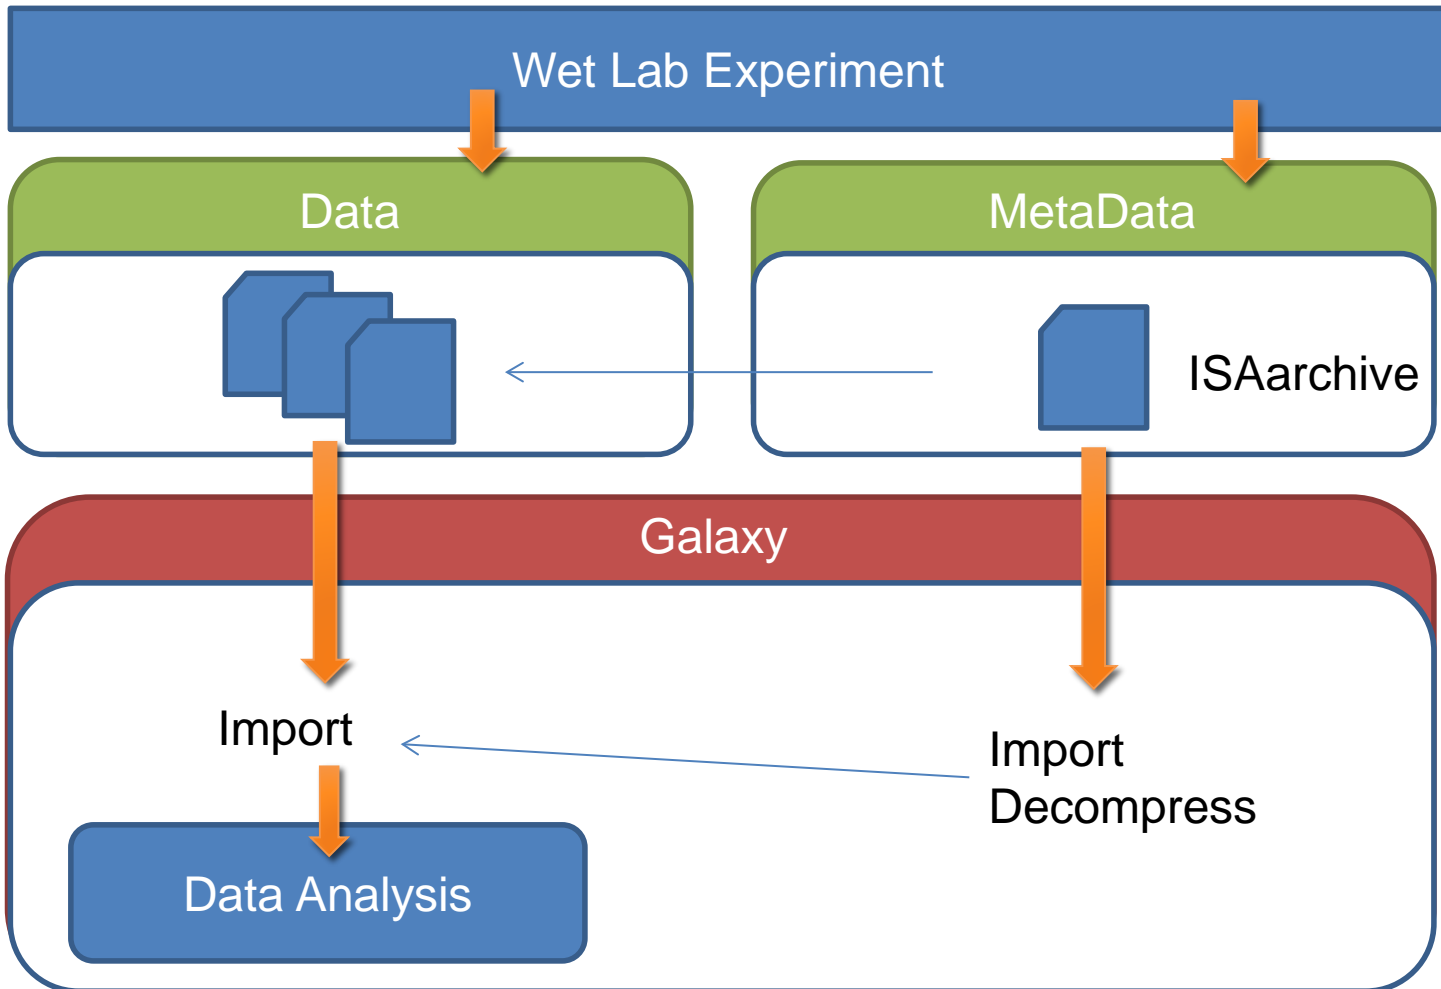 Wet Lab Experiment
Data
MetaData
ISAarchive
Galaxy
Import
Import
Decompress
Data Analysis